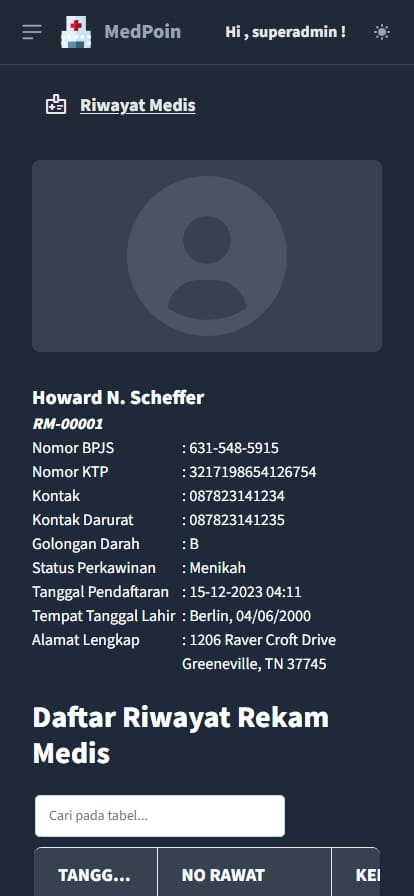 MedPoin
Hi , superadmin !
Riwayat Medis
Howard N. Scheffer
RM-00001
Nomor BPJS : 631-548-5915
Nomor KTP : 3217198654126754
Kontak : 087823141234
Kontak Darurat : 087823141235
Golongan Darah : B
Status Perkawinan : Menikah
Tanggal Pendaftaran : 15-12-2023 04:11
Tempat Tanggal Lahir : Berlin, 04/06/2000
Alamat Lengkap : 1206 Raver Croft Drive
Greeneville, TN 37745
Daftar Riwayat Rekam
Medis
Cari pada tabel...
TANGG... NO RAWAT